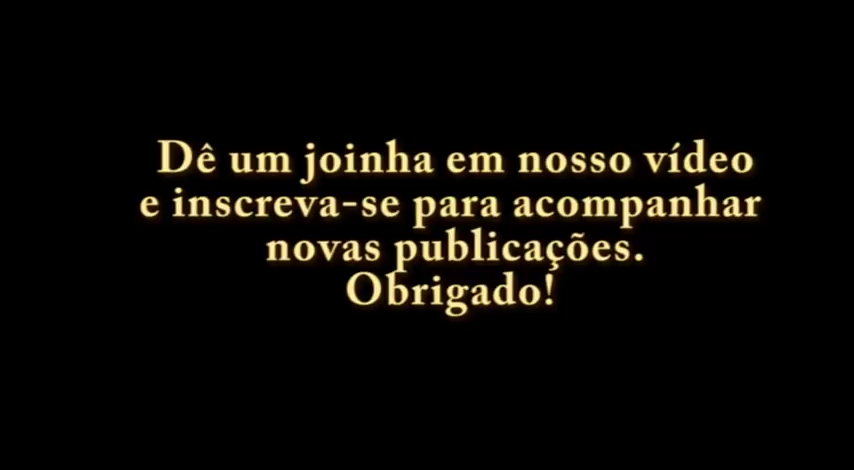 Dê um joinha em nosso vídeo
e inscreva-se para acompanhar
novas publicações.
Obrigado!